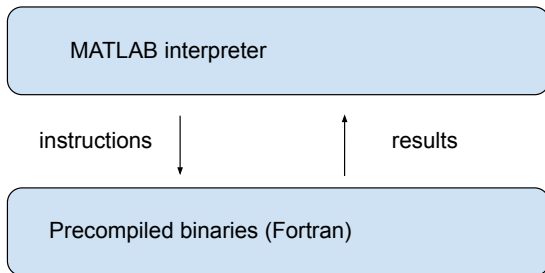 MATLAB interpreter
instructions
results
Precompiled binaries (Fortran)